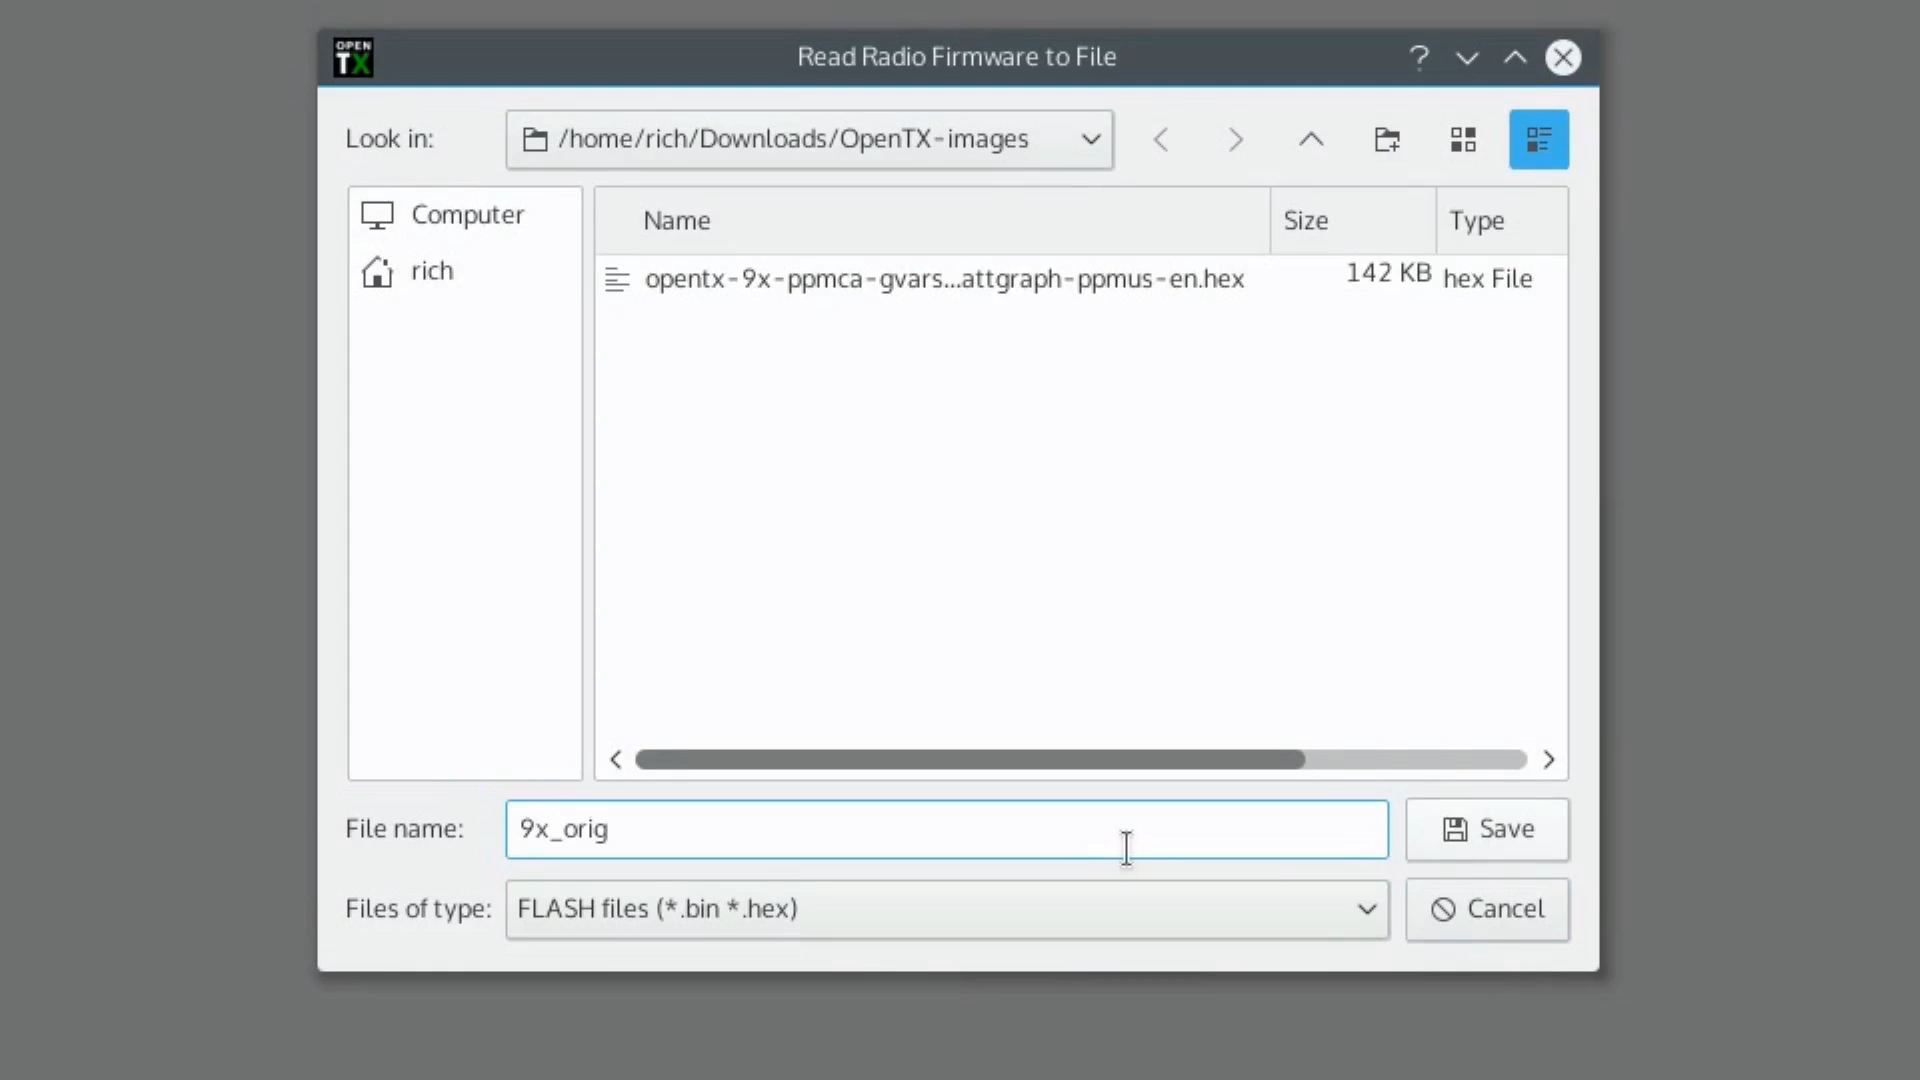 OPEN
TX
Read Radio Firmware to File
?
Look in:
/home/rich/Downloads/OpenTX-images
Computer
rich
Name
Size
Type
opentx-9x-ppmca-gvars...attgraph-ppmus-en.hex
142 KB
hex File
File name:
9x_orig
Save
Files of type:
FLASH files (*.bin *.hex)
Cancel